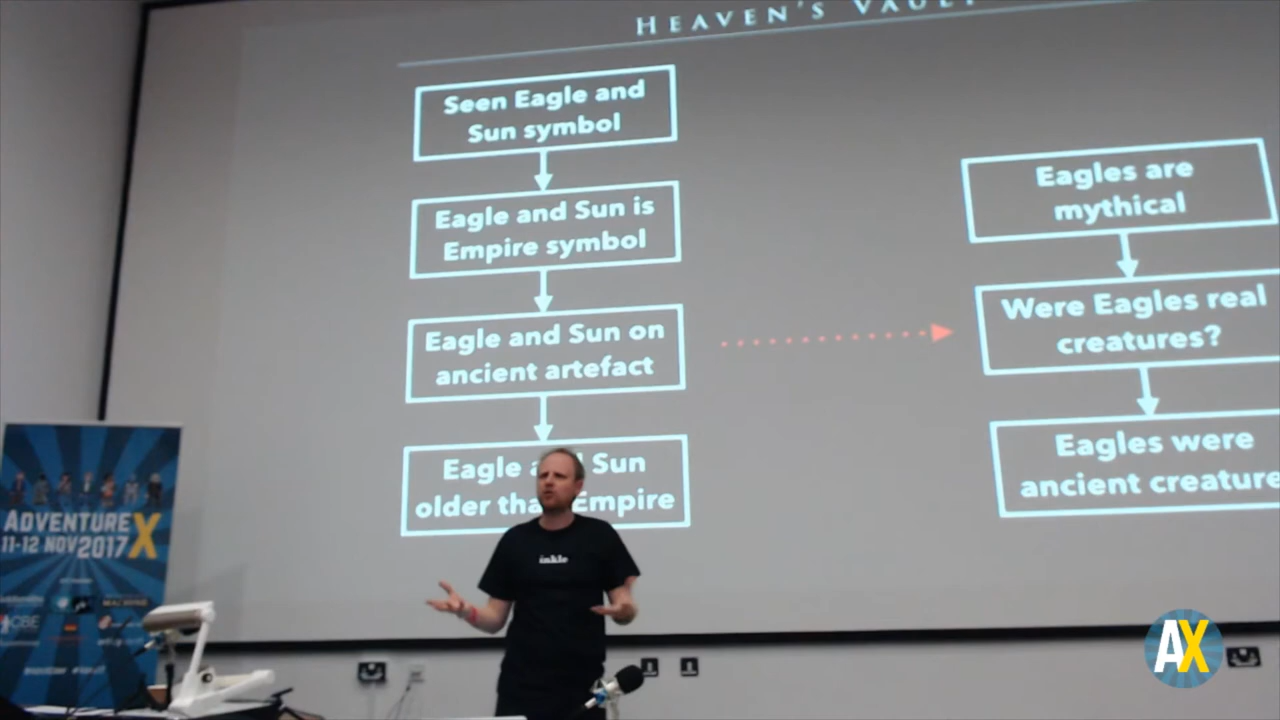 HEAVEN'S VAULT
Seen Eagle and
Sun symbol
Eagle and Sun is
Empire symbol
Eagle and Sun on
ancient artefact
Eagle and Sun
older than Empire
Eagles are
mythical
Were Eagles real
creatures?
Eagles were
ancient creature
inkle
ADVENTURE X
11-12 NOV 2017
AX